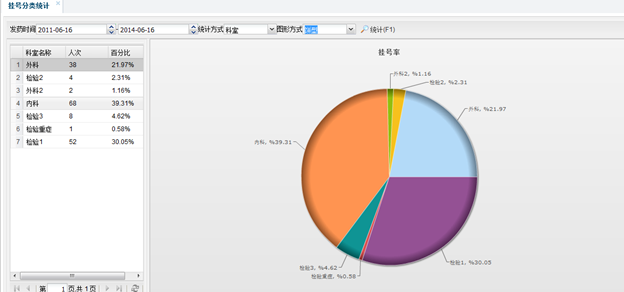 挂号分类统计 ×
发药时间 2011-06-16 - 2014-06-16 统计方式 科室 图形方式 饼型 统计(F1)
科室名称 人次 百分比
1 外科 38 21.97%
2 检验2 4 2.31%
3 外科2 2 1.16%
4 内科 68 39.31%
5 检验3 8 4.62%
6 检验重症 1 0.58%
7 检验1 52 30.05%
挂号率
外科2, %1.16
检验2, %2.31
外科, %21.97
内科, %39.31
检验3, %4.62
检验重症, %0.58
检验1, %30.05
第 1 页,共 1 页